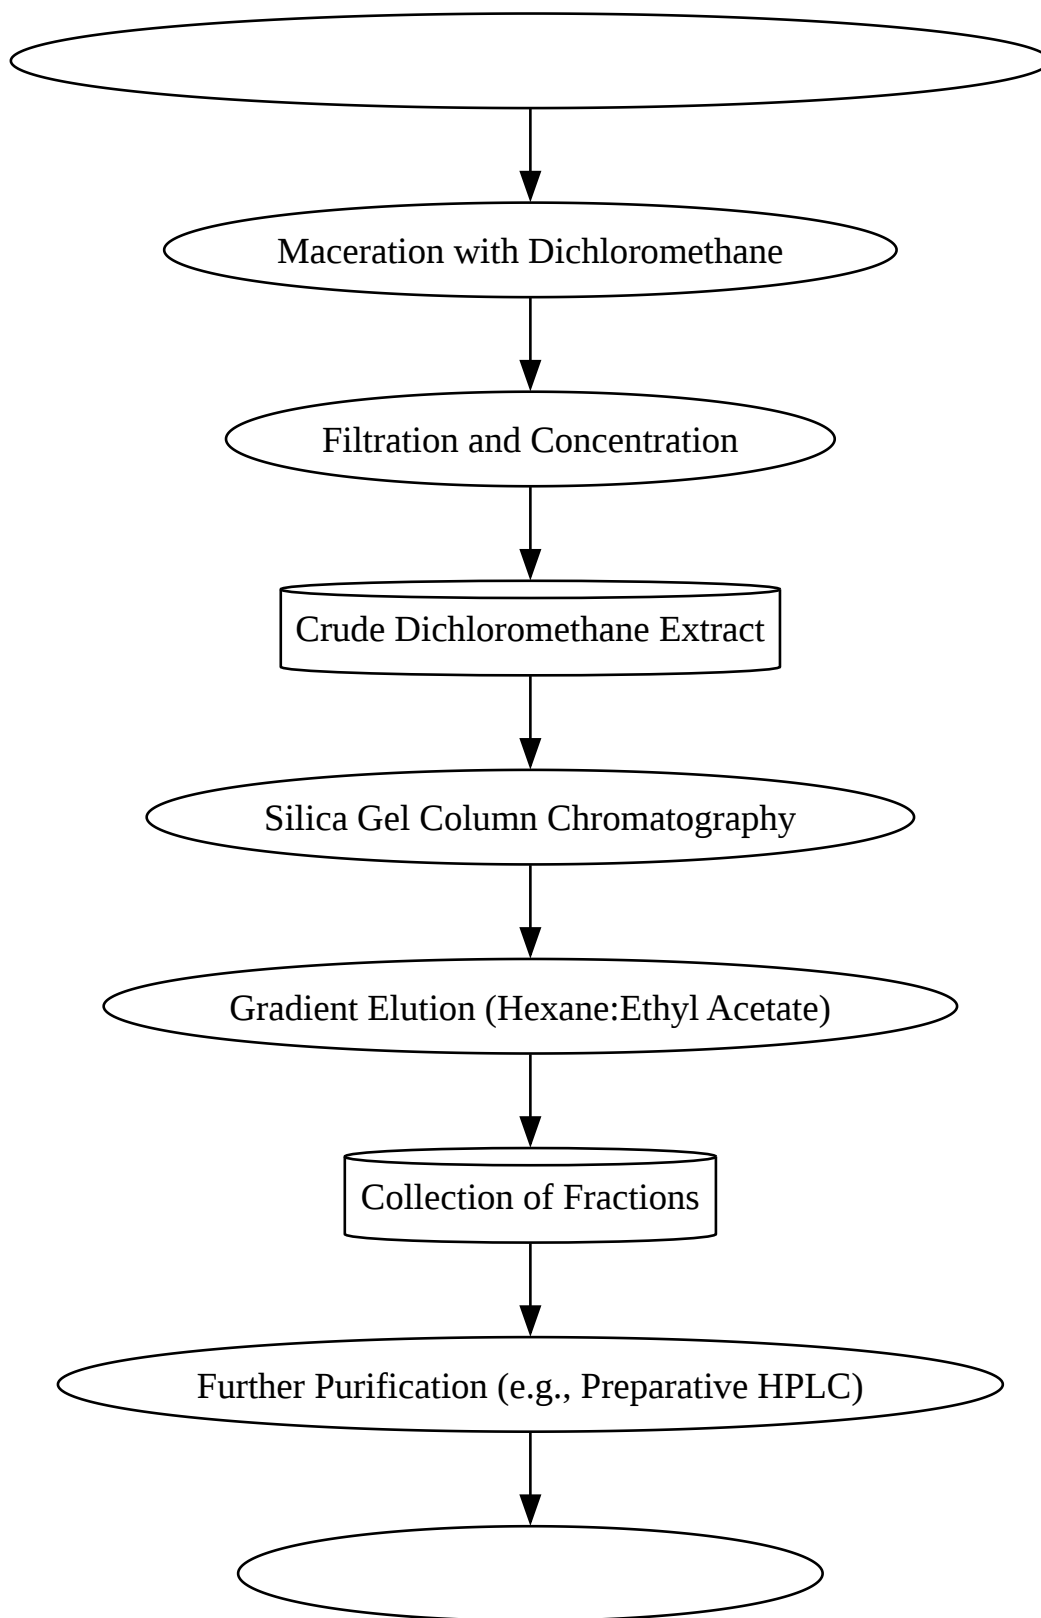 Maceration with Dichloromethane
Filtration and Concentration
Crude Dichloromethane Extract
Silica Gel Column Chromatography
Gradient Elution (Hexane:Ethyl Acetate)
Collection of Fractions
Further Purification (e.g., Preparative HPLC)